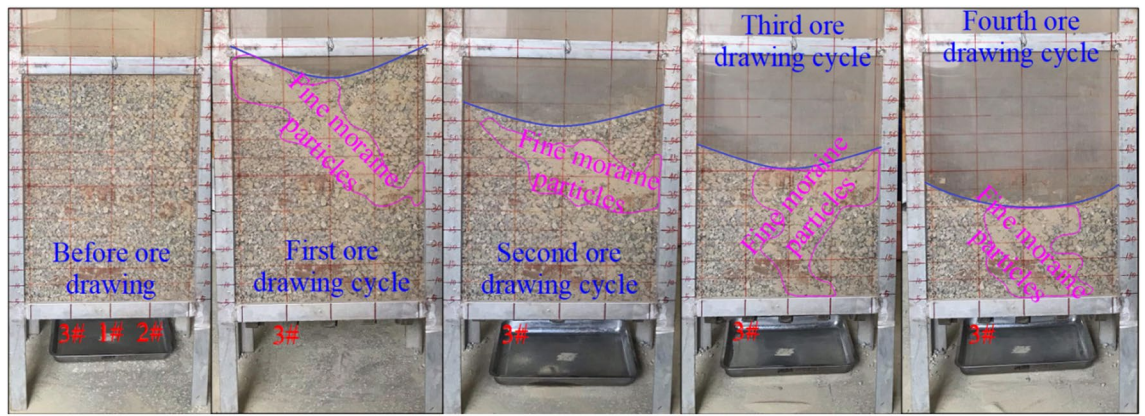 Before ore
drawing
3# 1# 2#
Fine moraine
particles
First ore
drawing cycle
3#
Fine moraine
particles
Second ore
drawing cycle
3#
Third ore
drawing cycle
Fine moraine
particles
3#
Fourth ore
drawing cycle
Fine moraine
particles
3#